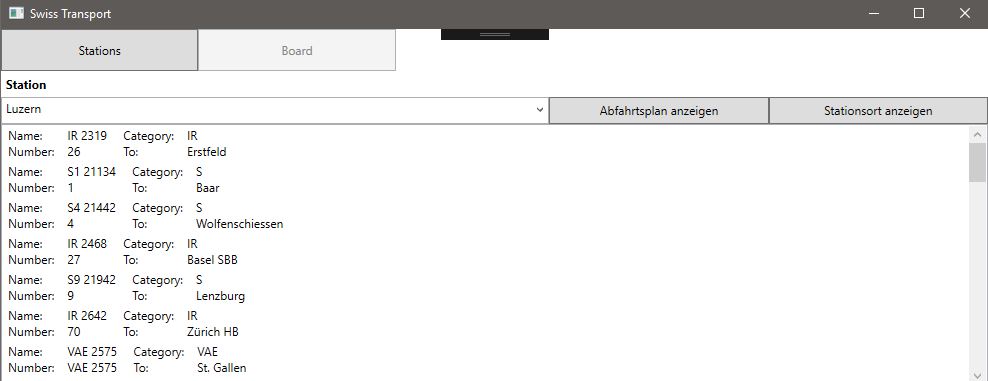 Swiss Transport
Stations Board
Station
Luzern Abfahrtsplan anzeigen Stationsort anzeigen
Name: IR 2319 Category: IR
Number: 26 To: Erstfeld
Name: S1 21134 Category: S
Number: 1 To: Baar
Name: S4 21442 Category: S
Number: 4 To: Wolfenschiessen
Name: IR 2468 Category: IR
Number: 27 To: Basel SBB
Name: S9 21942 Category: S
Number: 9 To: Lenzburg
Name: IR 2642 Category: IR
Number: 70 To: Zürich HB
Name: VAE 2575 Category: VAE
Number: VAE 2575 To: St. Gallen